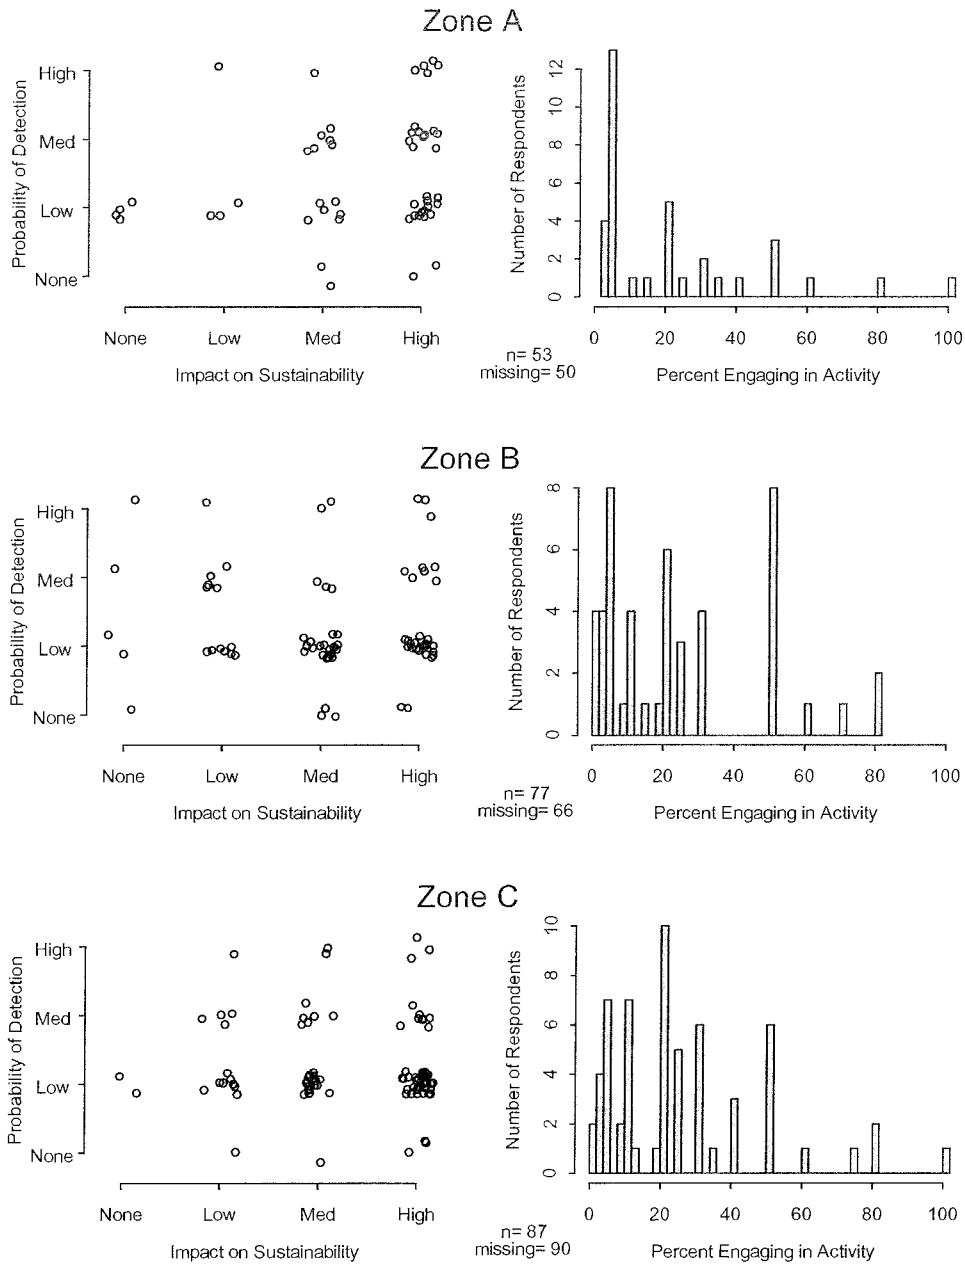 Zone A
Probability of Detection
High
Med
Low
None
None Low Med High
Impact on Sustainability
n= 53
missing= 50
Number of Respondents
0 2 4 6 8 10 12
0 20 40 60 80 100
Percent Engaging in Activity
Zone B
Probability of Detection
High
Med
Low
None
None Low Med High
Impact on Sustainability
n= 77
missing= 66
Number of Respondents
0 2 4 6 8
0 20 40 60 80 100
Percent Engaging in Activity
Zone C
Probability of Detection
High
Med
Low
None
None Low Med High
Impact on Sustainability
n= 87
missing= 90
Number of Respondents
0 2 4 6 8 10
0 20 40 60 80 100
Percent Engaging in Activity